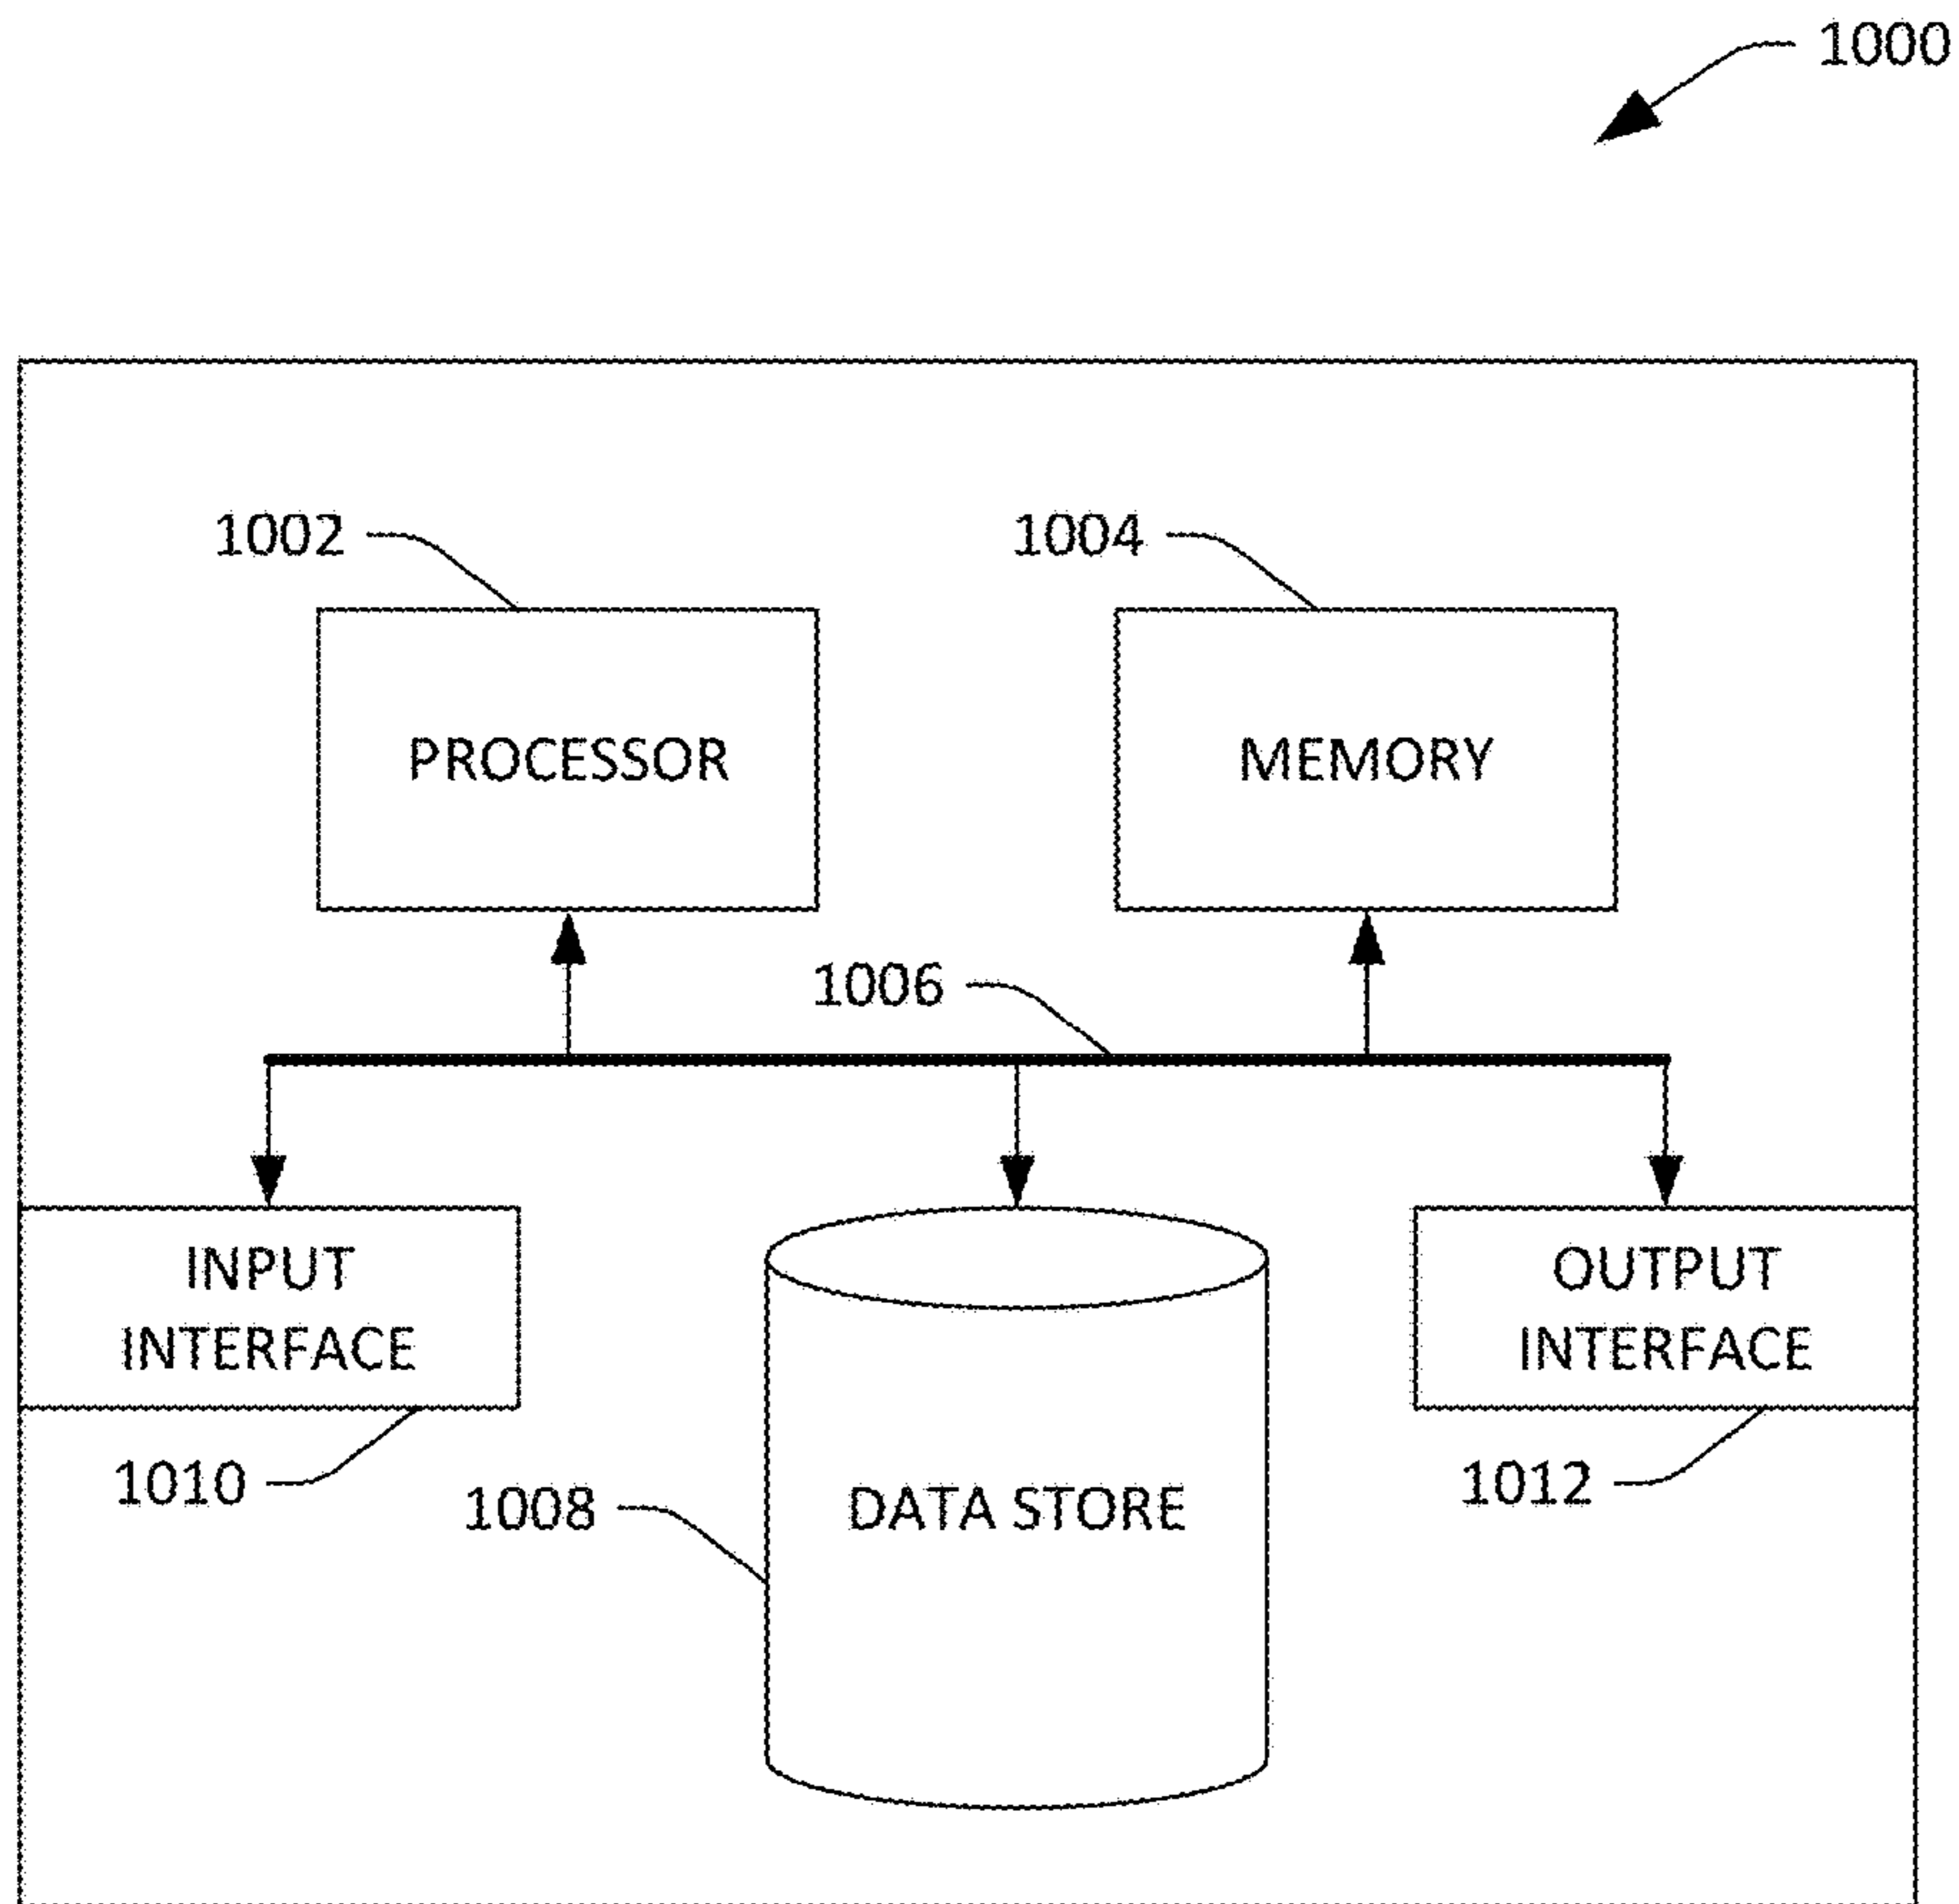 1000
1002
1004
PROCESSOR
MEMORY
1006
INPUT
INTERFACE
OUTPUT
INTERFACE
1010
1008
DATA STORE
1012